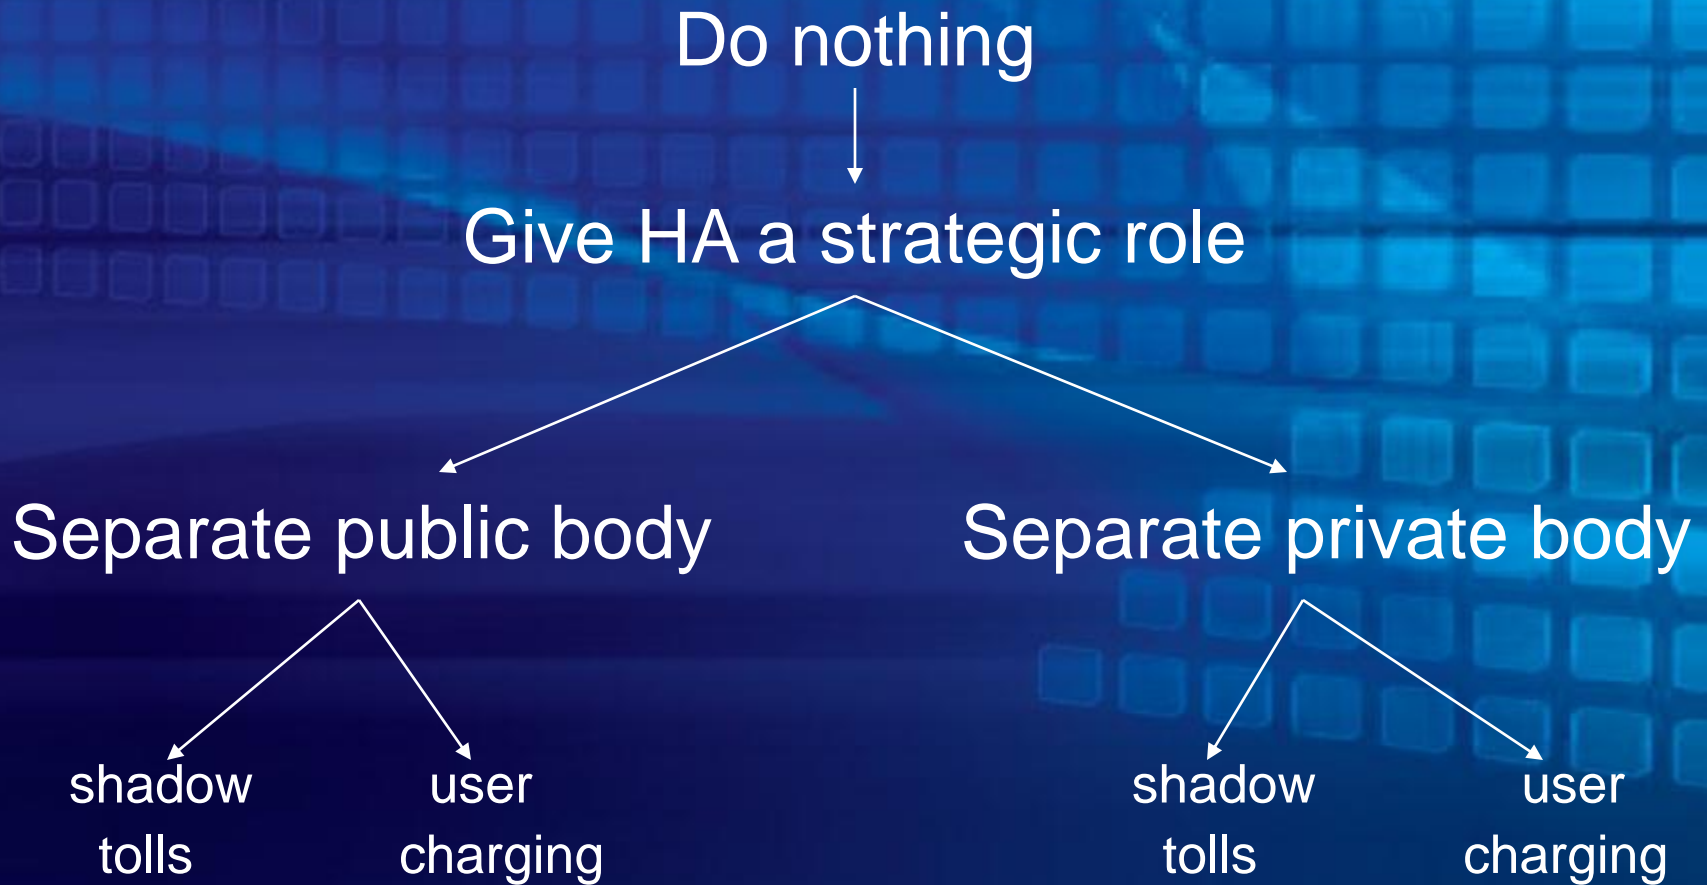 Do nothing
Give HA a strategic role
Separate public body
Separate private body
shadow
tolls
user
charging
shadow
tolls
user
charging